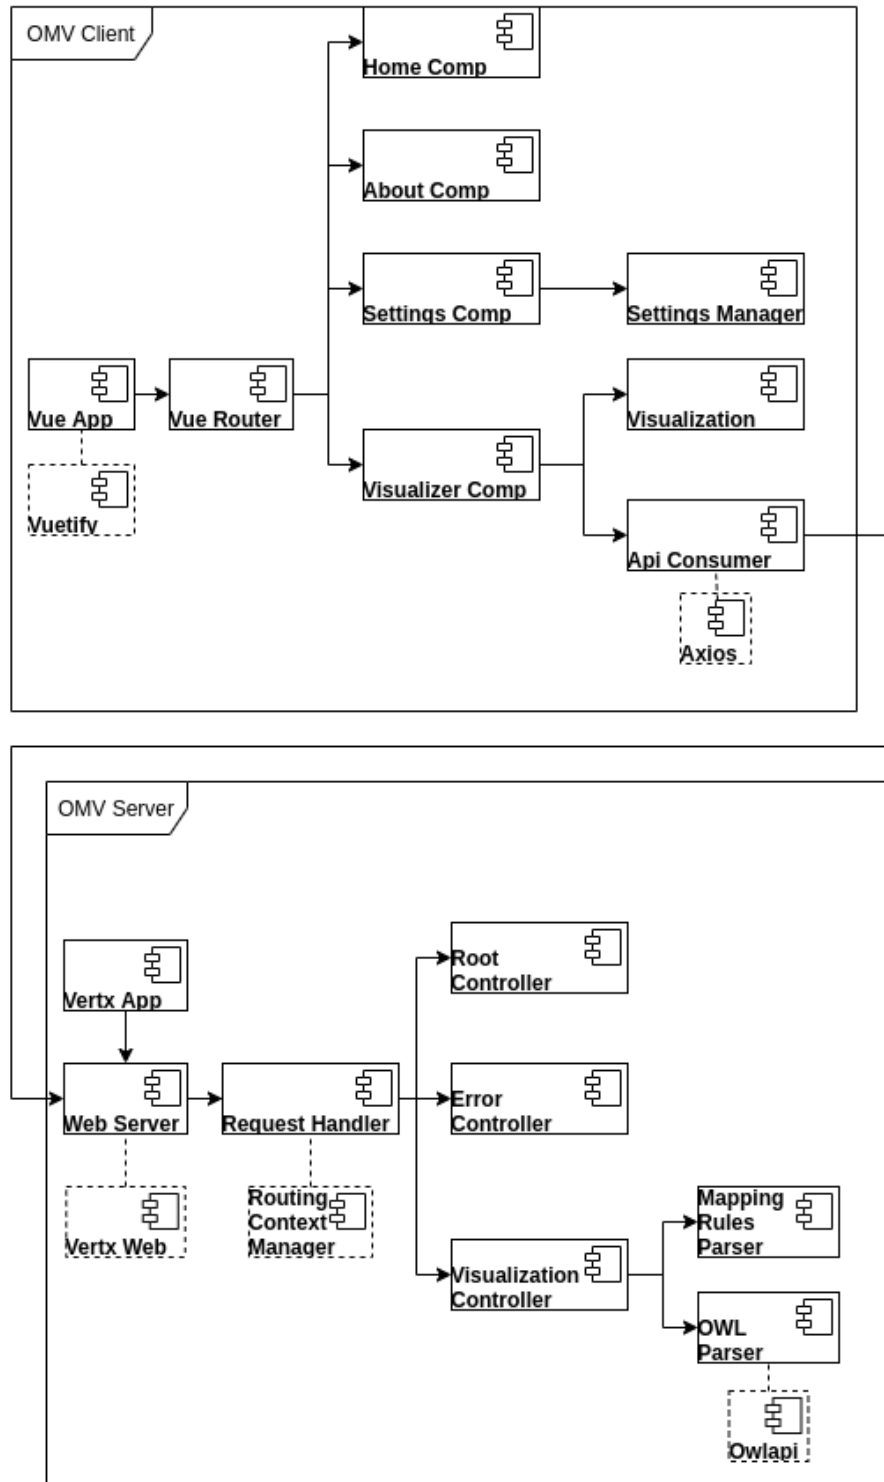 OMV Client
Home Comp
About Comp
Settings Comp
Settings Manager
Vue App
Vue Router
Visualization
Visualizer Comp
Vuetify
Api Consumer
Axios
OMV Server
Vertx App
Root
Controller
Web Server
Request Handler
Error
Controller
Vertx Web
Routing
Context
Manager
Visualization
Controller
Mapping
Rules
Parser
OWL
Parser
Owlapi